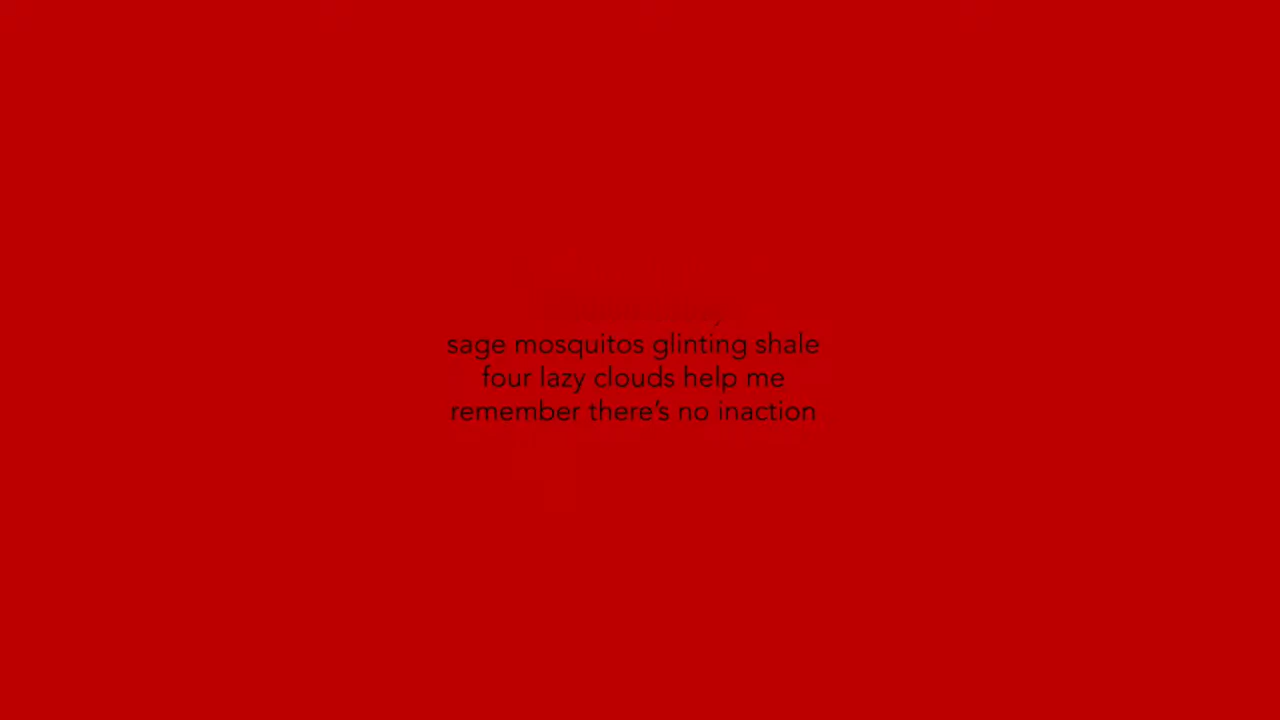 sage mosquitos glinting shale
four lazy clouds help me
remember there’s no inaction